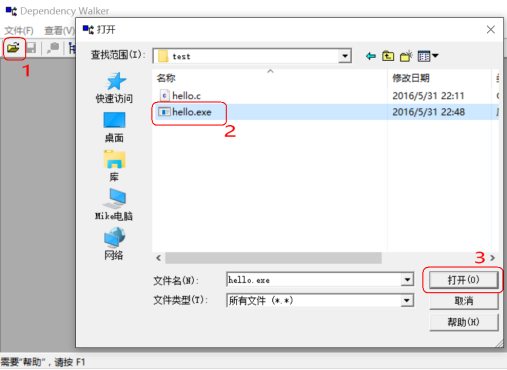 Dependency Walker
文件(F) 查看(V)
1
打开
查找范围(I): test
名称 修改日期
hello.c 2016/5/31 22:11
hello.exe 2016/5/31 22:48
2
快速访问
桌面
库
Mike电脑
网络
3
文件名(N): hello.exe 打开(O)
文件类型(T): 所有文件 (*.*) 取消
帮助(H)
需要"帮助"，请按 F1